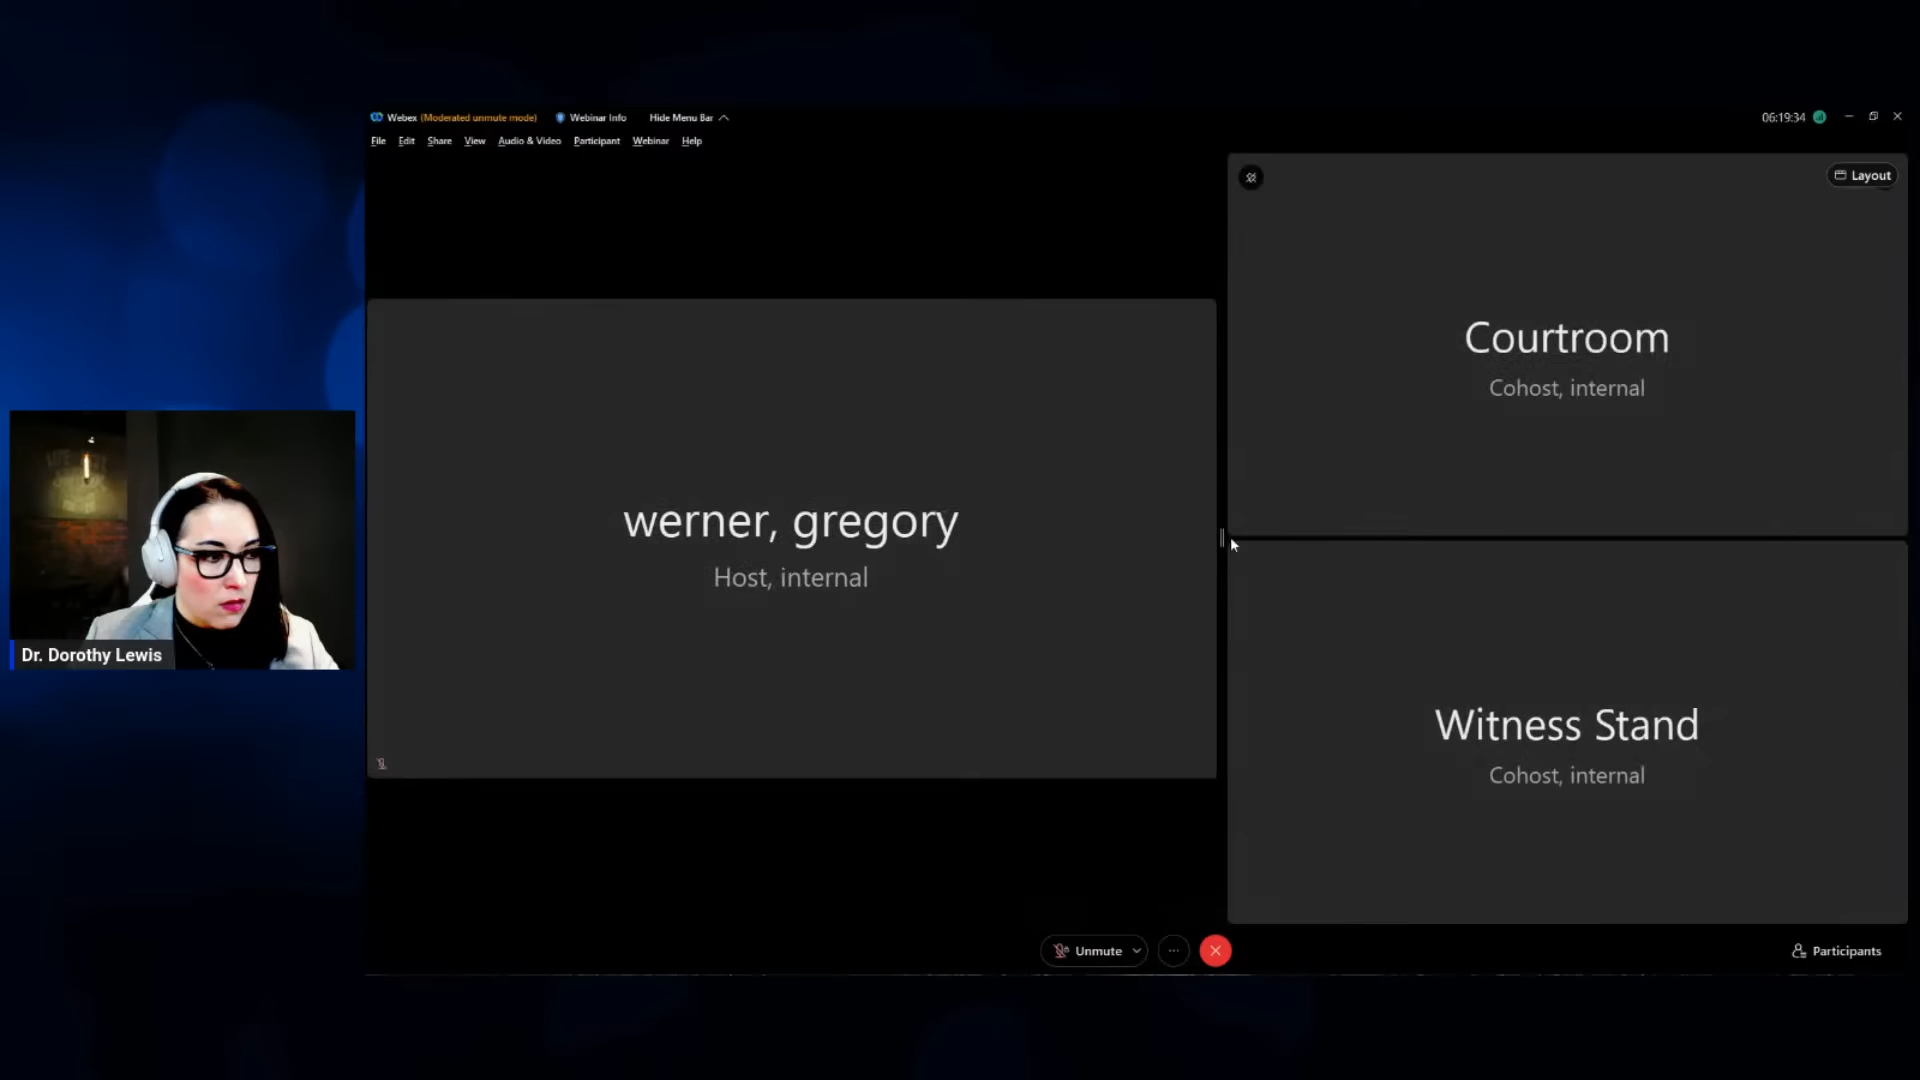 Webex (Moderated unmute mode) Webinar Info Hide Menu Bar 06:19:34
File Edit Share View Audio & Video Participant Webinar Help
Layout
Courtroom
Cohost, internal
werner, gregory
Host, internal
Dr. Dorothy Lewis
Witness Stand
Cohost, internal
Unmute
Participants